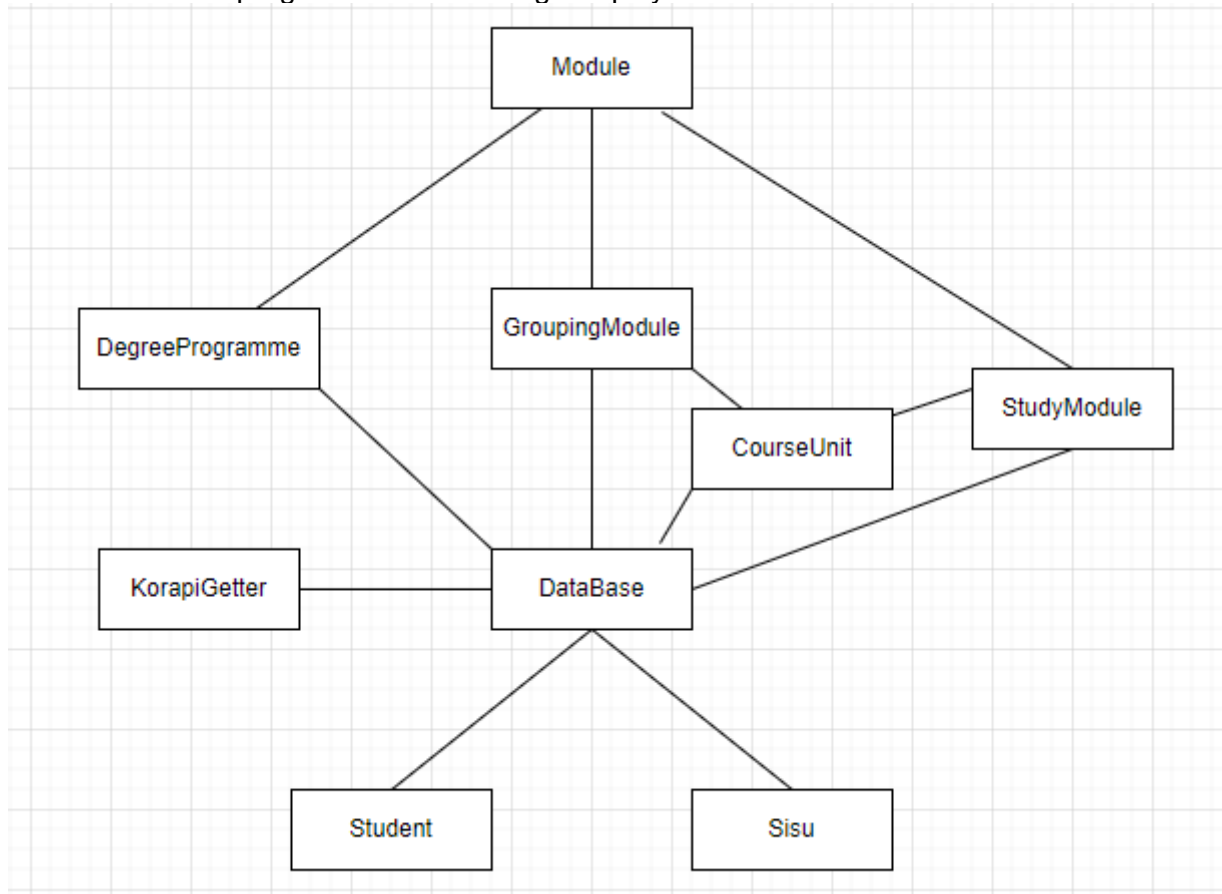 Module
GroupingModule
DegreeProgramme
StudyModule
CourseUnit
KorapiGetter
DataBase
Student
Sisu